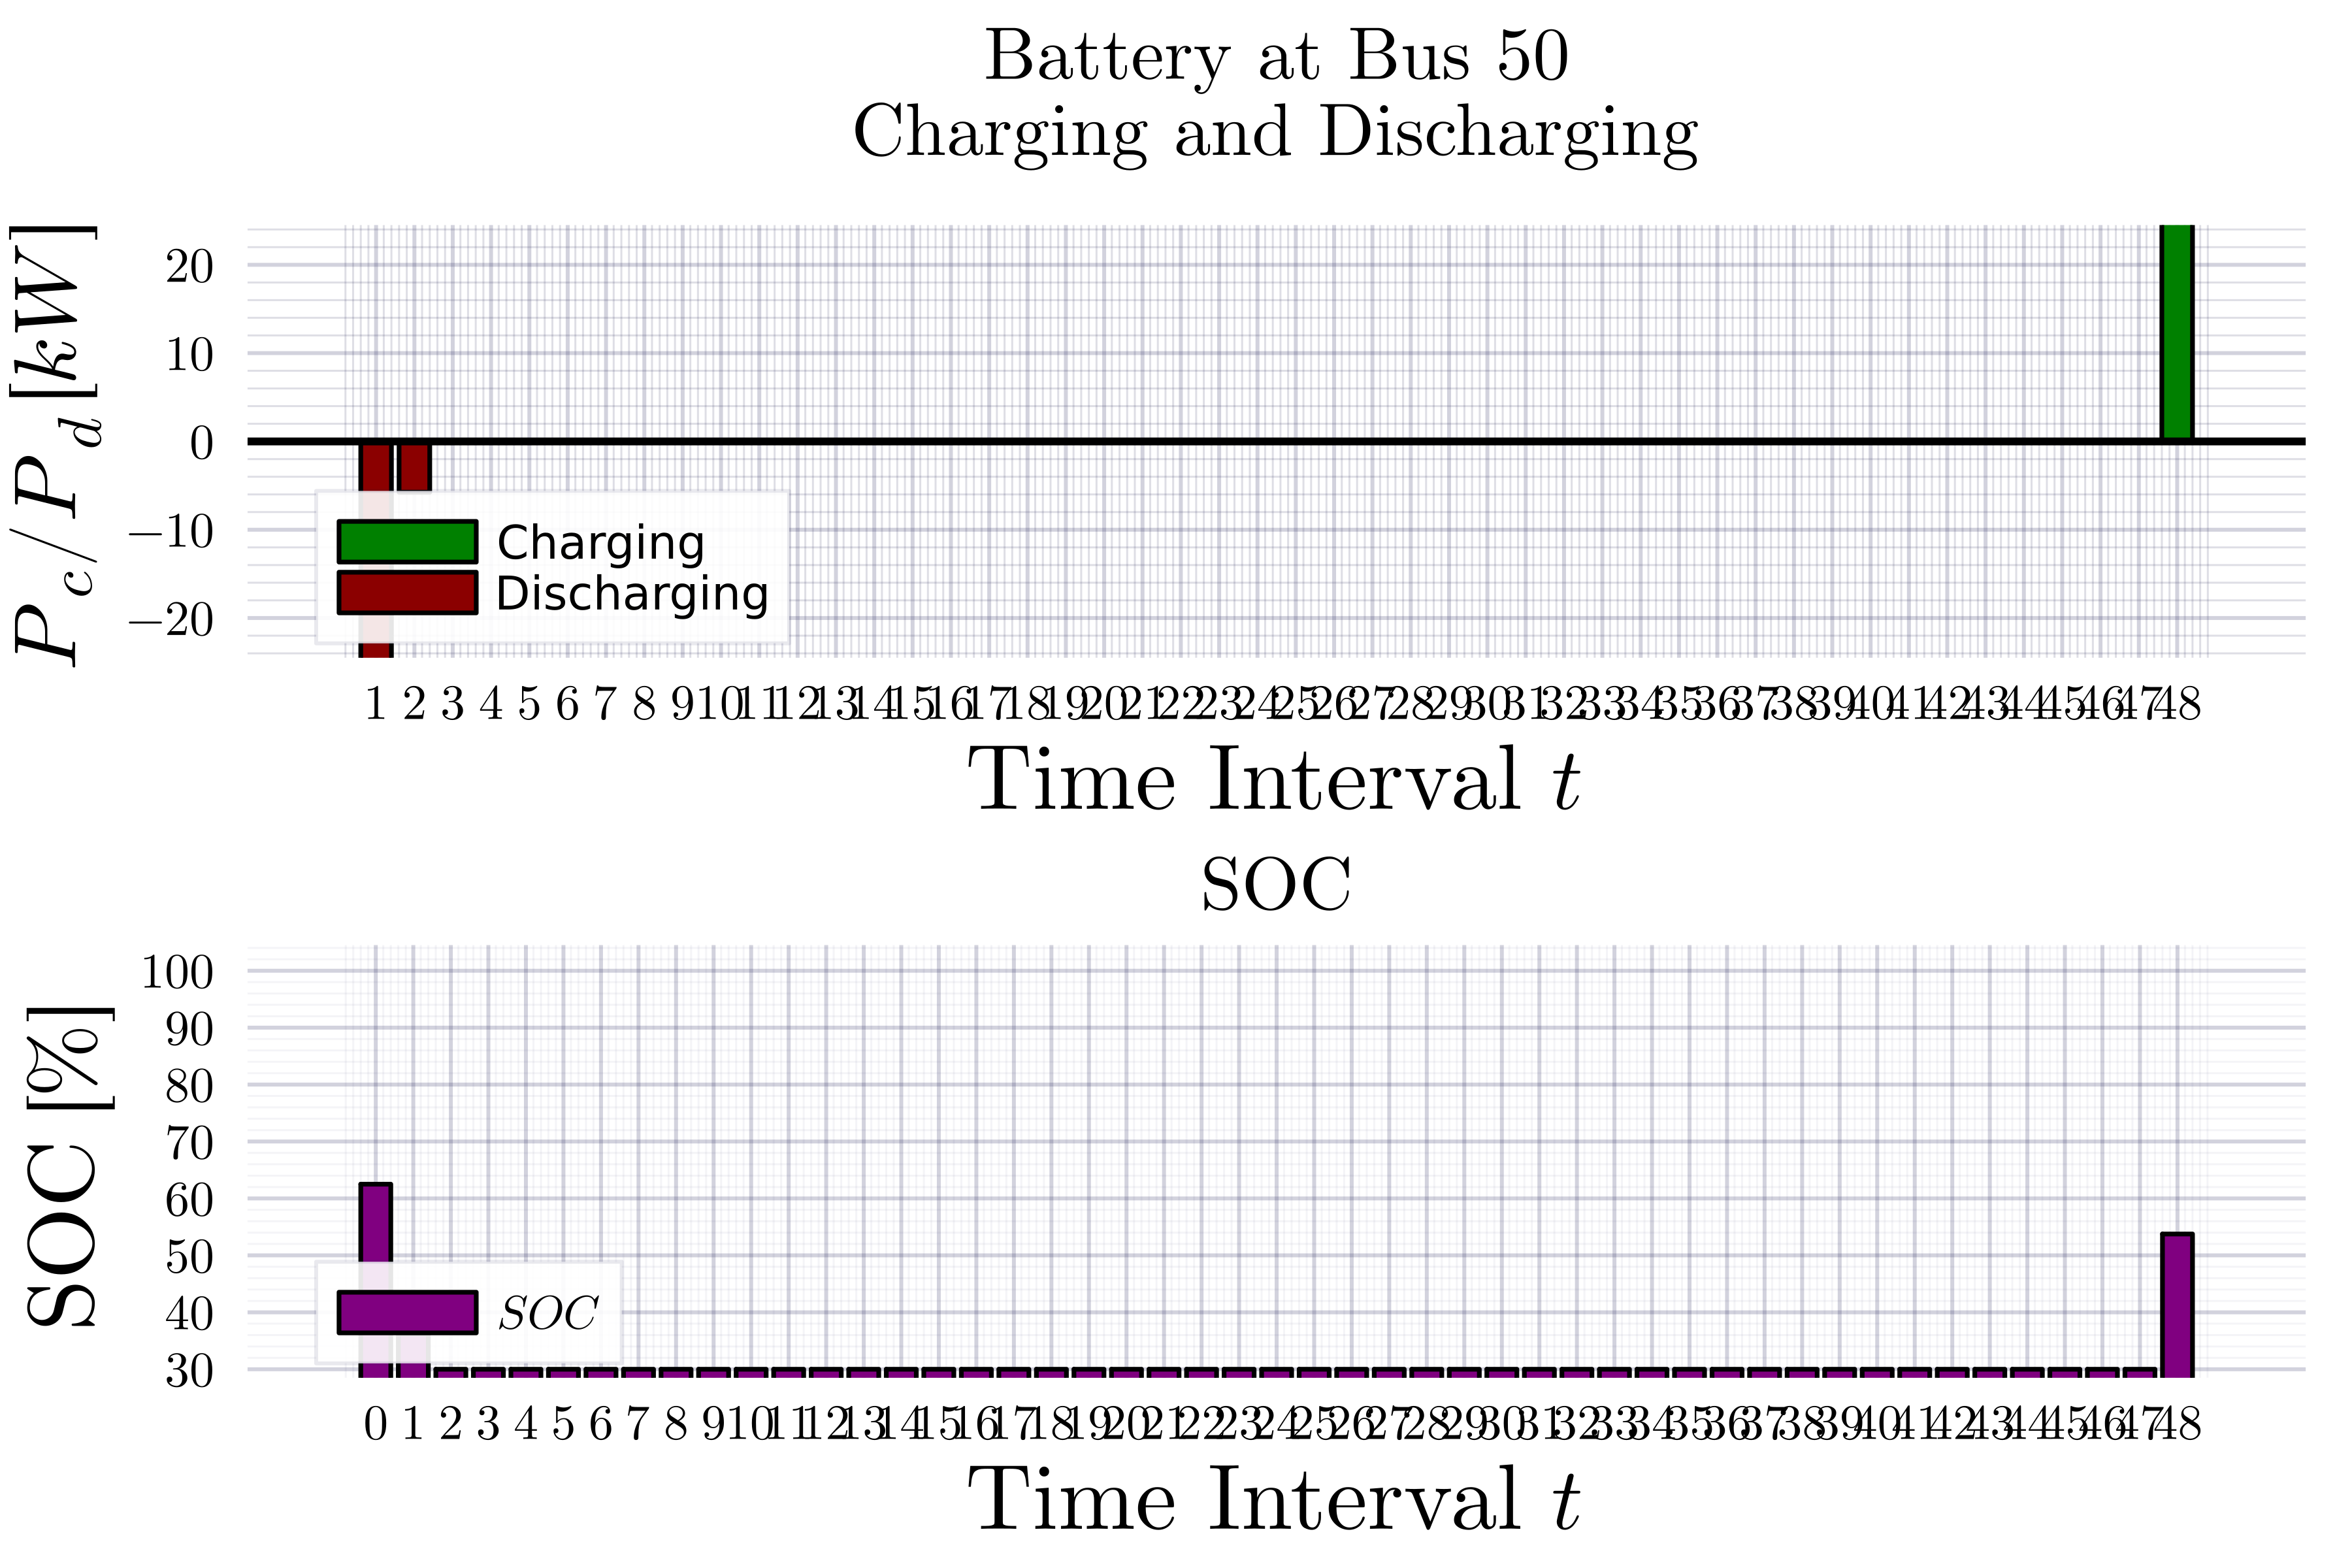 Battery at Bus 50
Charging and Discharging
P_c/P_d [kW]
20
10
0
−10
−20
Charging
Discharging
1 2 3 4 5 6 7 8 9 10 11 12 13 14 15 16 17 18 19 20 21 22 23 24 25 26 27 28 29 30 31 32 33 34 35 36 37 38 39 40 41 42 43 44 45 46 47 48
Time Interval t
SOC
SOC [%]
100
90
80
70
60
50
40
30
SOC
0 1 2 3 4 5 6 7 8 9 10 11 12 13 14 15 16 17 18 19 20 21 22 23 24 25 26 27 28 29 30 31 32 33 34 35 36 37 38 39 40 41 42 43 44 45 46 47 48
Time Interval t